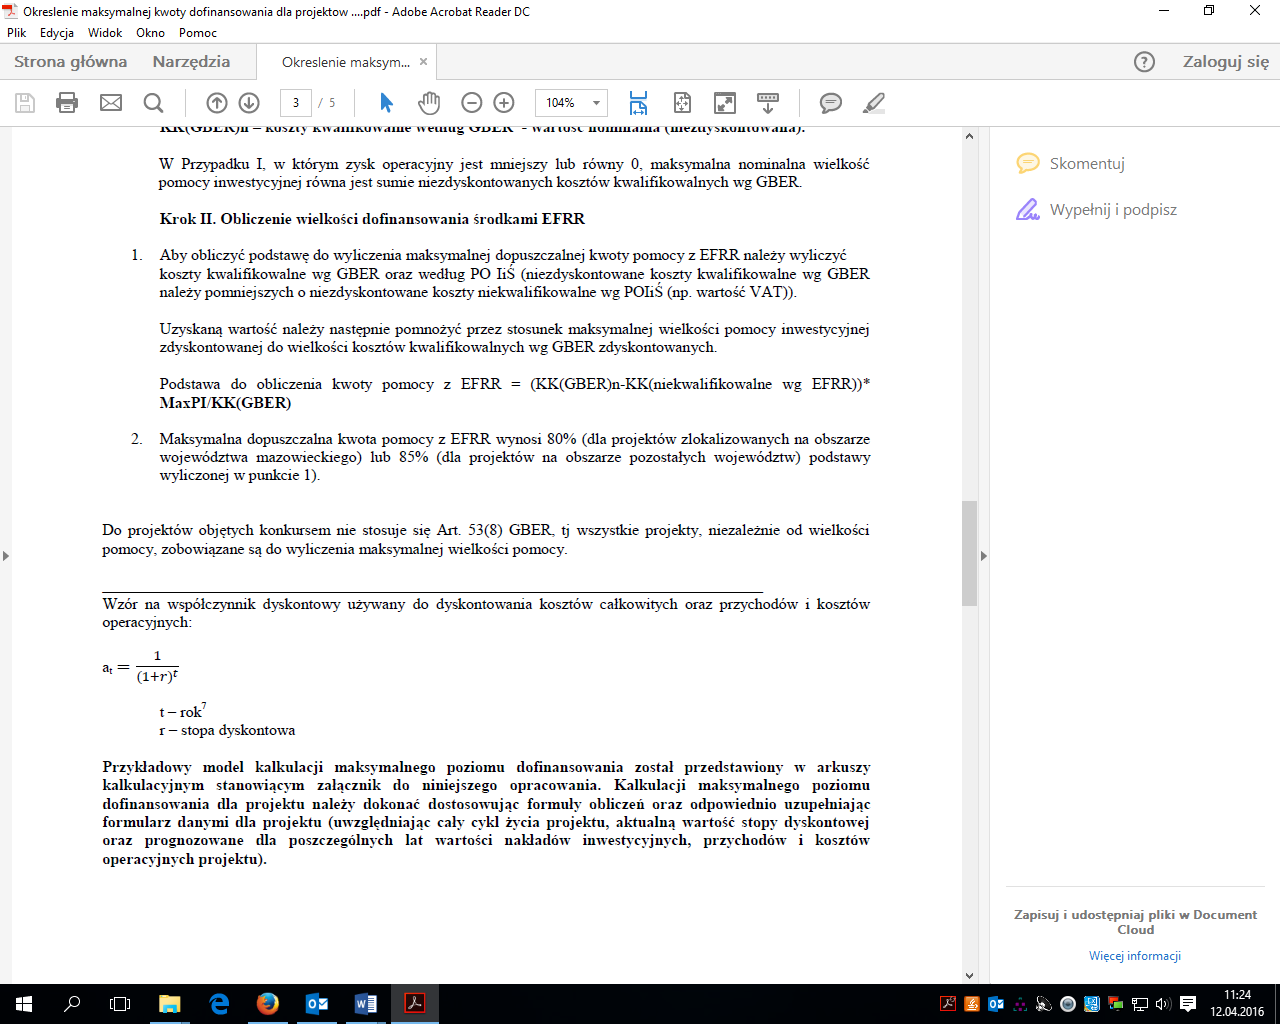 Okreslenie maksymalnej kwoty dofinansowania dla projektow ....pdf - Adobe Acrobat Reader DC
Plik Edycja Widok Okno Pomoc
Strona główna Narzędzia Okreslenie maksym... × ? Zaloguj się
3 / 5 104%
KK(GBER)n – koszty kwalifikowalne według GBER - wartość nominalna (niezdyskontowana).
W Przypadku I, w którym zysk operacyjny jest mniejszy lub równy 0, maksymalna nominalna wielkość
pomocy inwestycyjnej równa jest sumie niezdyskontowanych kosztów kwalifikowalnych wg GBER.
Krok II. Obliczenie wielkości dofinansowania środkami EFRR
1. Aby obliczyć podstawę do wyliczenia maksymalnej dopuszczalnej kwoty pomocy z EFRR należy wyliczyć
koszty kwalifikowalne wg GBER oraz według PO IiŚ (niezdyskontowane koszty kwalifikowalne wg GBER
należy pomniejszych o niezdyskontowane koszty niekwalifikowalne wg POIiŚ (np. wartość VAT)).
Uzyskaną wartość należy następnie pomnożyć przez stosunek maksymalnej wielkości pomocy inwestycyjnej
zdyskontowanej do wielkości kosztów kwalifikowalnych wg GBER zdyskontowanych.
Podstawa do obliczenia kwoty pomocy z EFRR = (KK(GBER)n-KK(niekwalifikowalne wg EFRR))*
MaxPI/KK(GBER)
2. Maksymalna dopuszczalna kwota pomocy z EFRR wynosi 80% (dla projektów zlokalizowanych na obszarze
województwa mazowieckiego) lub 85% (dla projektów na obszarze pozostałych województw) podstawy
wyliczonej w punkcie 1).
Do projektów objętych konkursem nie stosuje się Art. 53(8) GBER, tj wszystkie projekty, niezależnie od wielkości
pomocy, zobowiązane są do wyliczenia maksymalnej wielkości pomocy.
Wzór na współczynnik dyskontowy używany do dyskontowania kosztów całkowitych oraz przychodów i kosztów
operacyjnych:
aₜ = 1/(1+r)ᵗ
t – rok⁷
r – stopa dyskontowa
Przykładowy model kalkulacji maksymalnego poziomu dofinansowania został przedstawiony w arkuszy
kalkulacyjnym stanowiącym załącznik do niniejszego opracowania. Kalkulacji maksymalnego poziomu
dofinansowania dla projektu należy dokonać dostosowując formuły obliczeń oraz odpowiednio uzupełniając
formularz danymi dla projektu (uwzględniając cały cykl życia projektu, aktualną wartość stopy dyskontowej
oraz prognozowane dla poszczególnych lat wartości nakładów inwestycyjnych, przychodów i kosztów
operacyjnych projektu).
Skomentuj
Wypełnij i podpisz
Zapisuj i udostępniaj pliki w Document
Cloud
Więcej informacji
11:24
12.04.2016